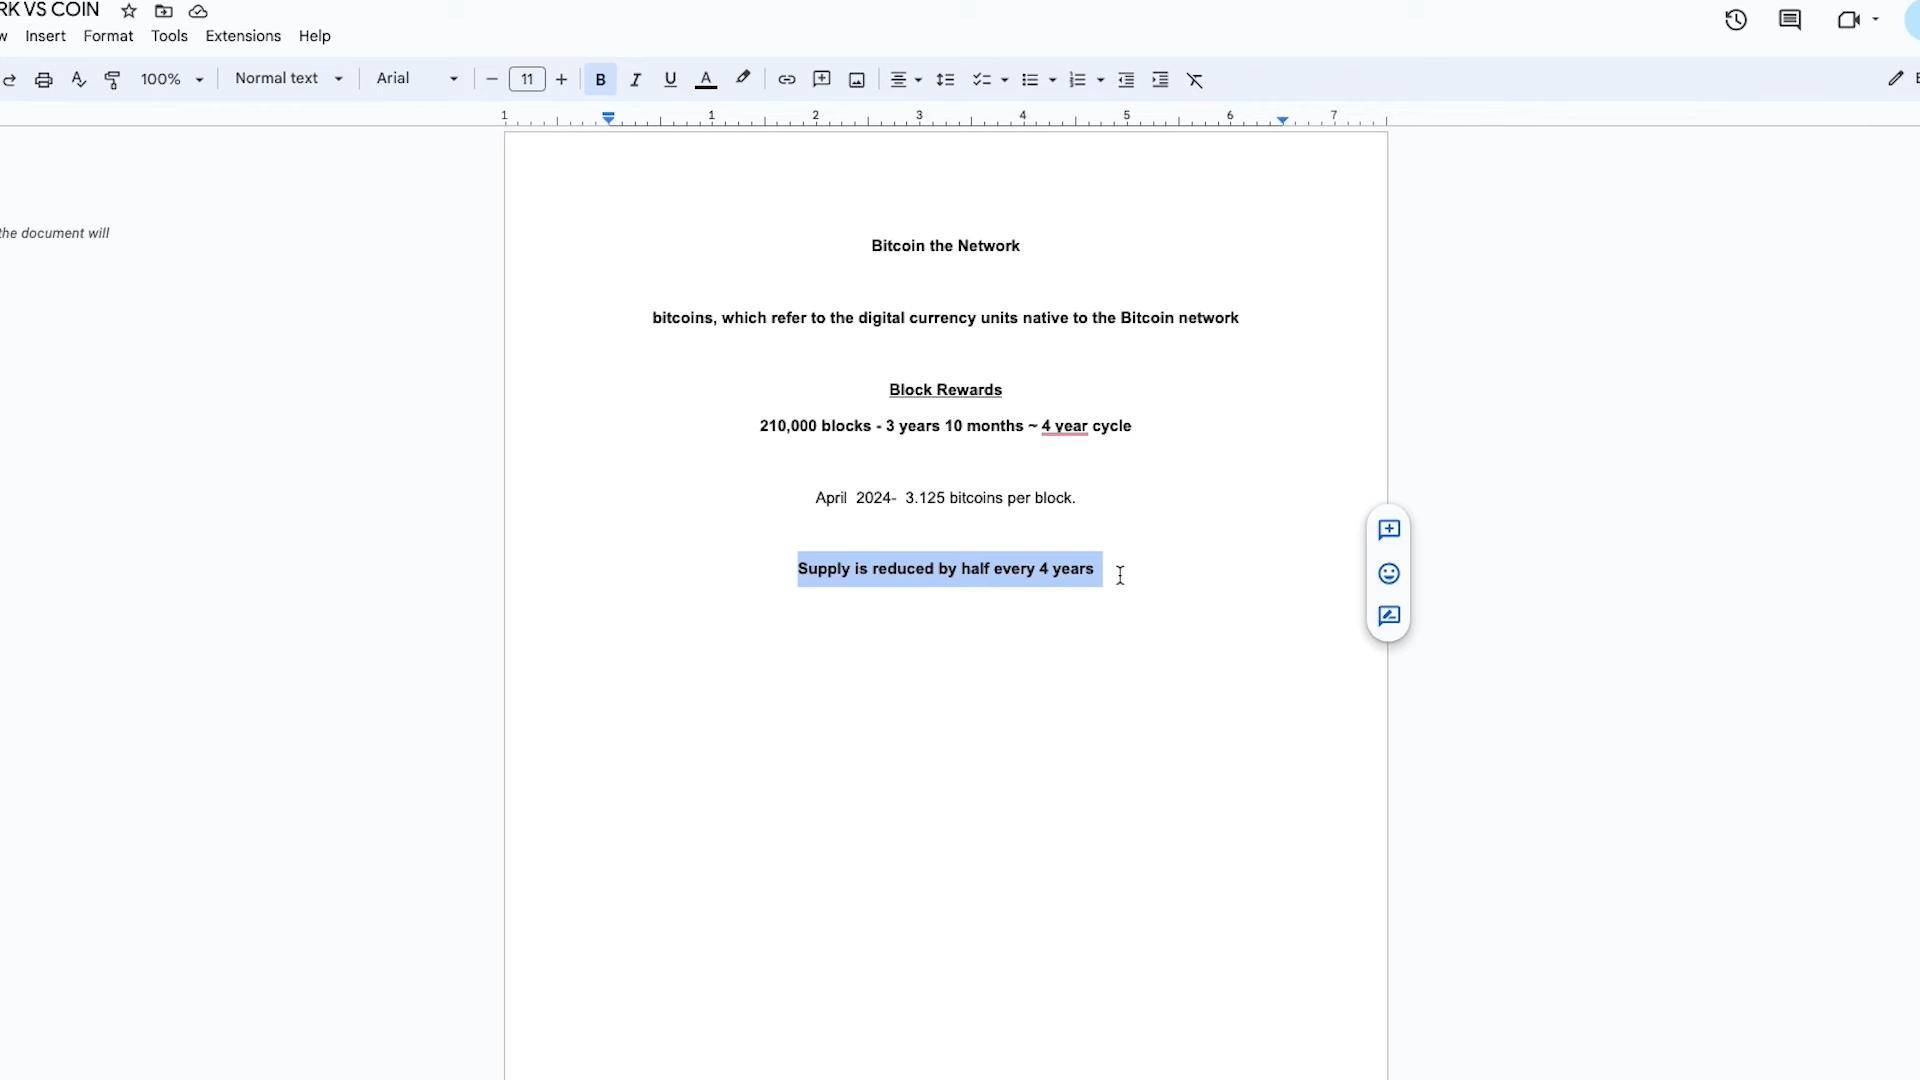 RK VS COIN
w Insert Format Tools Extensions Help
100% Normal text Arial 11 B I U A
1 1 2 3 4 5 6 7
the document will
Bitcoin the Network
bitcoins, which refer to the digital currency units native to the Bitcoin network
Block Rewards
210,000 blocks - 3 years 10 months ~ 4 year cycle
April 2024- 3.125 bitcoins per block.
Supply is reduced by half every 4 years